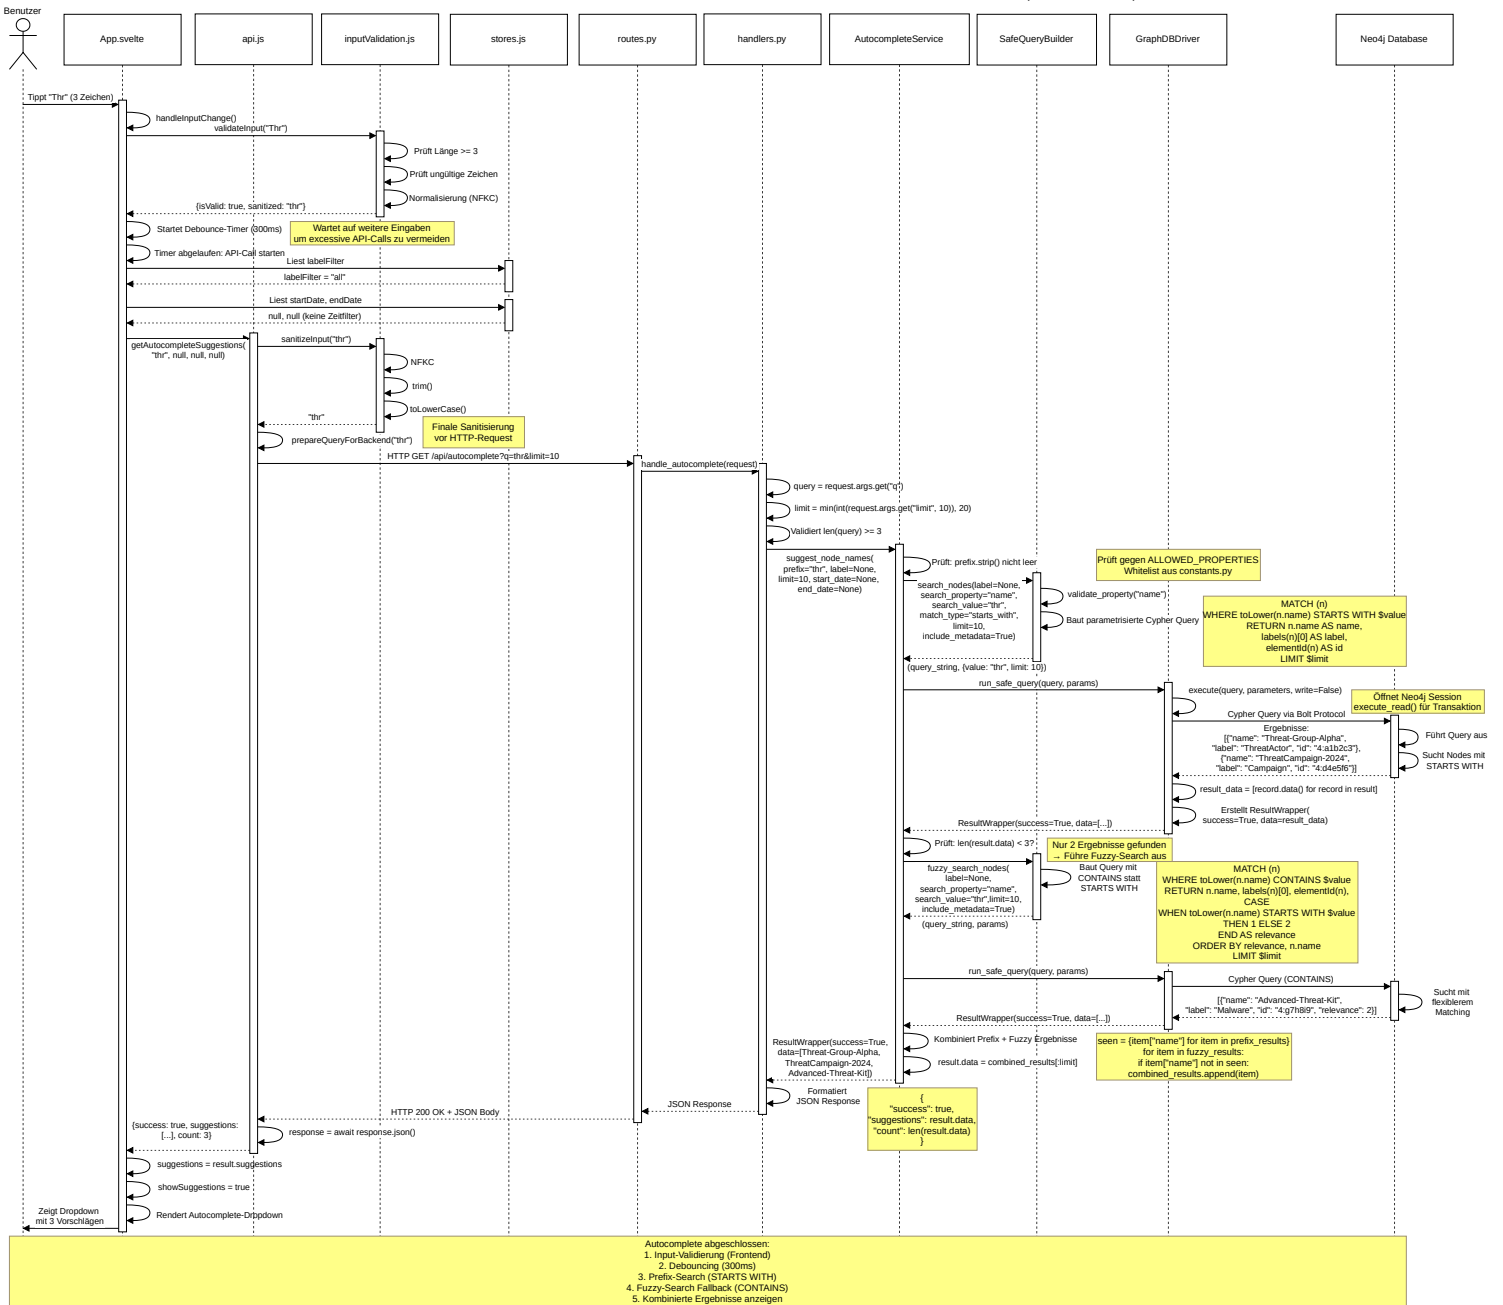 Benutzer
App.svelte
api.js
inputValidation.js
stores.js
routes.py
handlers.py
AutocompleteService
SafeQueryBuilder
GraphDBDriver
Neo4j Database
Tippt "Thr" (3 Zeichen)
handleInputChange()
validateInput("Thr")
Prüft Länge >= 3
Prüft ungültige Zeichen
Normalisierung (NFKC)
{isValid: true, sanitized: "thr"}
Startet Debounce-Timer (300ms)
Wartet auf weitere Eingaben
um excessive API-Calls zu vermeiden
Timer abgelaufen: API-Call starten
Liest labelFilter
labelFilter = "all"
Liest startDate, endDate
null, null (keine Zeitfilter)
getAutocompleteSuggestions(
"thr", null, null, null)
sanitizeInput("thr")
NFKC
trim()
toLowerCase()
"thr"
Finale Sanitisierung
vor HTTP-Request
prepareQueryForBackend("thr")
HTTP GET /api/autocomplete?q=thr&limit=10
handle_autocomplete(request)
query = request.args.get("q")
limit = min(int(request.args.get("limit", 10)), 20)
Validiert len(query) >= 3
suggest_node_names(
prefix="thr", label=None,
limit=10, start_date=None,
end_date=None)
Prüft: prefix.strip() nicht leer
Prüft gegen ALLOWED_PROPERTIES
Whitelist aus constants.py
search_nodes(label=None,
search_property="name",
search_value="thr",
match_type="starts_with",
limit=10,
include_metadata=True)
validate_property("name")
Baut parametrisierte Cypher Query
MATCH (n)
WHERE toLower(n.name) STARTS WITH $value
RETURN n.name AS name,
labels(n)[0] AS label,
elementId(n) AS id
LIMIT $limit
(query_string, {value: "thr", limit: 10})
run_safe_query(query, params)
execute(query, parameters, write=False)
Öffnet Neo4j Session
execute_read() für Transaktion
Cypher Query via Bolt Protocol
Führt Query aus
Sucht Nodes mit
STARTS WITH
Ergebnisse:
[{"name": "Threat-Group-Alpha",
"label": "ThreatActor", "id": "4:a1b2c3"},
{"name": "ThreatCampaign-2024",
"label": "Campaign", "id": "4:d4e5f6"}]
result_data = [record.data() for record in result]
Erstellt ResultWrapper(
success=True, data=result_data)
ResultWrapper(success=True, data=[...])
Prüft: len(result.data) < 3?
Nur 2 Ergebnisse gefunden
→ Führe Fuzzy-Search aus
fuzzy_search_nodes(
label=None,
search_property="name",
search_value="thr",limit=10,
include_metadata=True)
Baut Query mit
CONTAINS statt
STARTS WITH
MATCH (n)
WHERE toLower(n.name) CONTAINS $value
RETURN n.name, labels(n)[0], elementId(n),
CASE
WHEN toLower(n.name) STARTS WITH $value
THEN 1 ELSE 2
END AS relevance
ORDER BY relevance, n.name
LIMIT $limit
(query_string, params)
run_safe_query(query, params)
Cypher Query (CONTAINS)
Sucht mit
flexiblerem
Matching
[{"name": "Advanced-Threat-Kit",
"label": "Malware", "id": "4:g7h8i9", "relevance": 2}]
ResultWrapper(success=True, data=[...])
Kombiniert Prefix + Fuzzy Ergebnisse
seen = {item["name"] for item in prefix_results}
for item in fuzzy_results:
if item["name"] not in seen:
combined_results.append(item)
result.data = combined_results[:limit]
ResultWrapper(success=True,
data=[Threat-Group-Alpha,
ThreatCampaign-2024,
Advanced-Threat-Kit])
Formatiert
JSON Response
{
"success": true,
"suggestions": result.data,
"count": len(result.data)
}
JSON Response
HTTP 200 OK + JSON Body
response = await response.json()
{success: true, suggestions:
[...], count: 3}
suggestions = result.suggestions
showSuggestions = true
Rendert Autocomplete-Dropdown
Zeigt Dropdown
mit 3 Vorschlägen
Autocomplete abgeschlossen:
1. Input-Validierung (Frontend)
2. Debouncing (300ms)
3. Prefix-Search (STARTS WITH)
4. Fuzzy-Search Fallback (CONTAINS)
5. Kombinierte Ergebnisse anzeigen